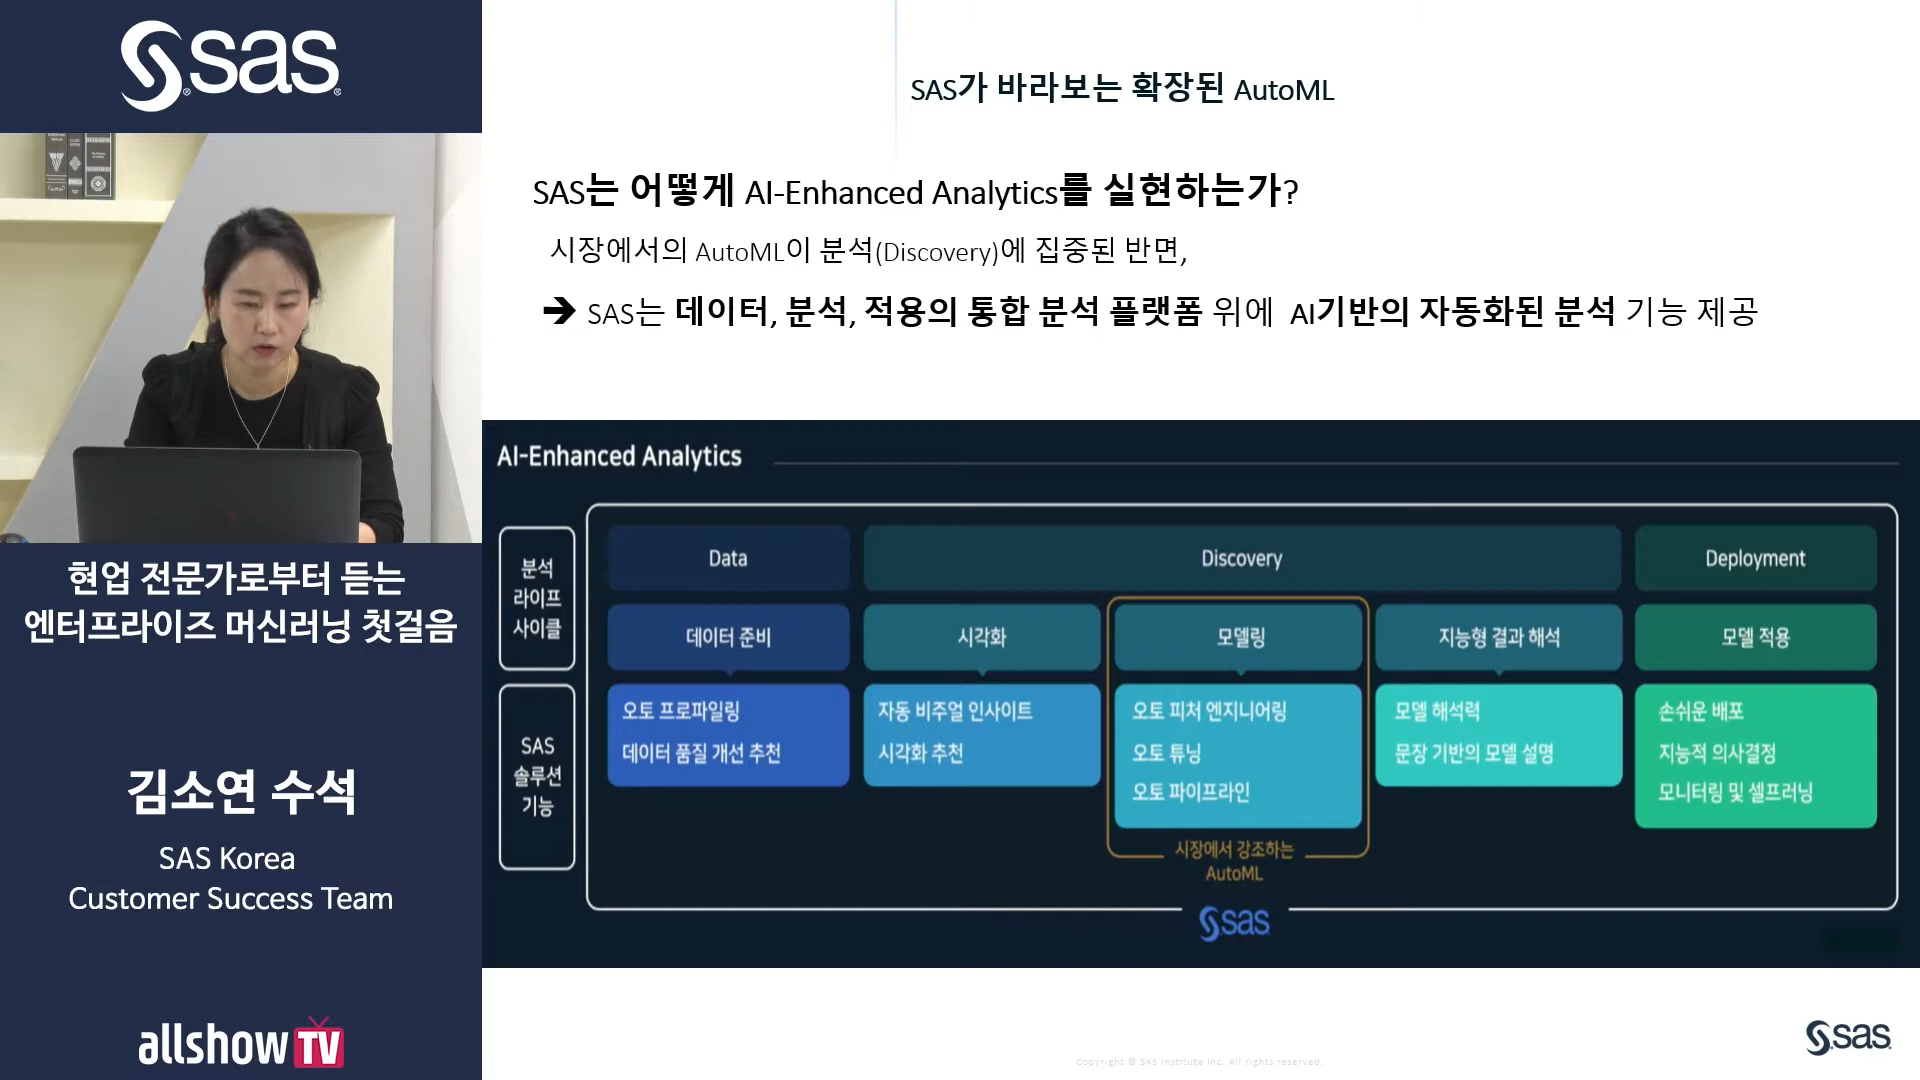 sas
SAS가 바라보는 확장된 AutoML
SAS는 어떻게 AI-Enhanced Analytics를 실현하는가?
시장에서의 AutoML이 분석(Discovery)에 집중된 반면,
➔ SAS는 데이터, 분석, 적용의 통합 분석 플랫폼 위에 AI기반의 자동화된 분석 기능 제공
현업 전문가로부터 듣는
엔터프라이즈 머신러닝 첫걸음
김소연 수석
SAS Korea
Customer Success Team
allshow TV
AI-Enhanced Analytics
분석
라이프
사이클
Data
Discovery
Deployment
데이터 준비
시각화
모델링
지능형 결과 해석
모델 적용
SAS
솔루션
기능
오토 프로파일링
데이터 품질 개선 추천
자동 비주얼 인사이트
시각화 추천
오토 피처 엔지니어링
오토 튜닝
오토 파이프라인
모델 해석력
문장 기반의 모델 설명
손쉬운 배포
지능적 의사결정
모니터링 및 셀프러닝
시장에서 강조하는
AutoML
sas
Copyright © SAS Institute Inc. All rights reserved.
sas